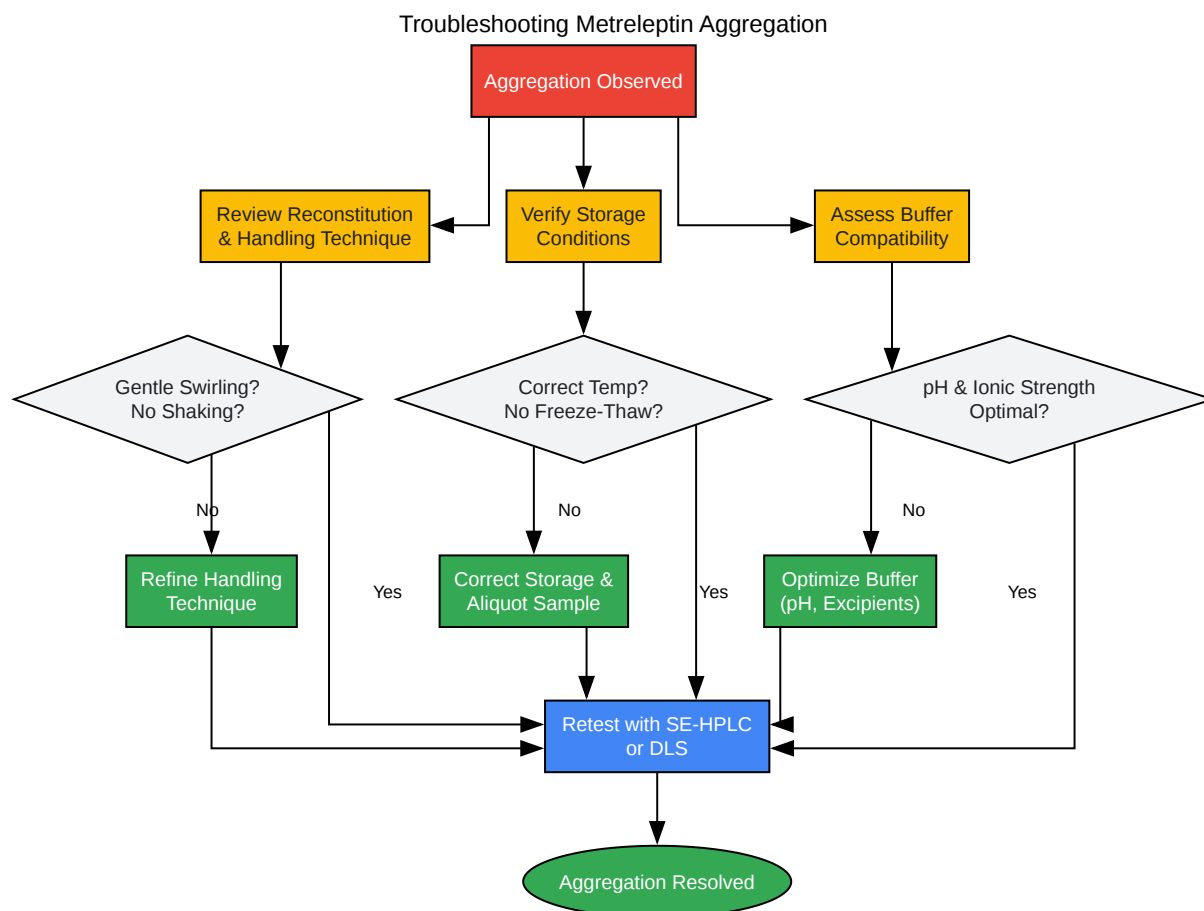 Troubleshooting Metreleptin Aggregation
Aggregation Observed
Review Reconstitution
& Handling Technique
Verify Storage
Conditions
Assess Buffer
Compatibility
Gentle Swirling?
No Shaking?
Correct Temp?
No Freeze-Thaw?
pH & Ionic Strength
Optimal?
No
No
No
Refine Handling
Technique
Yes
Correct Storage &
Aliquot Sample
Yes
Optimize Buffer
(pH, Excipients)
Yes
Retest with SE-HPLC
or DLS
Aggregation Resolved